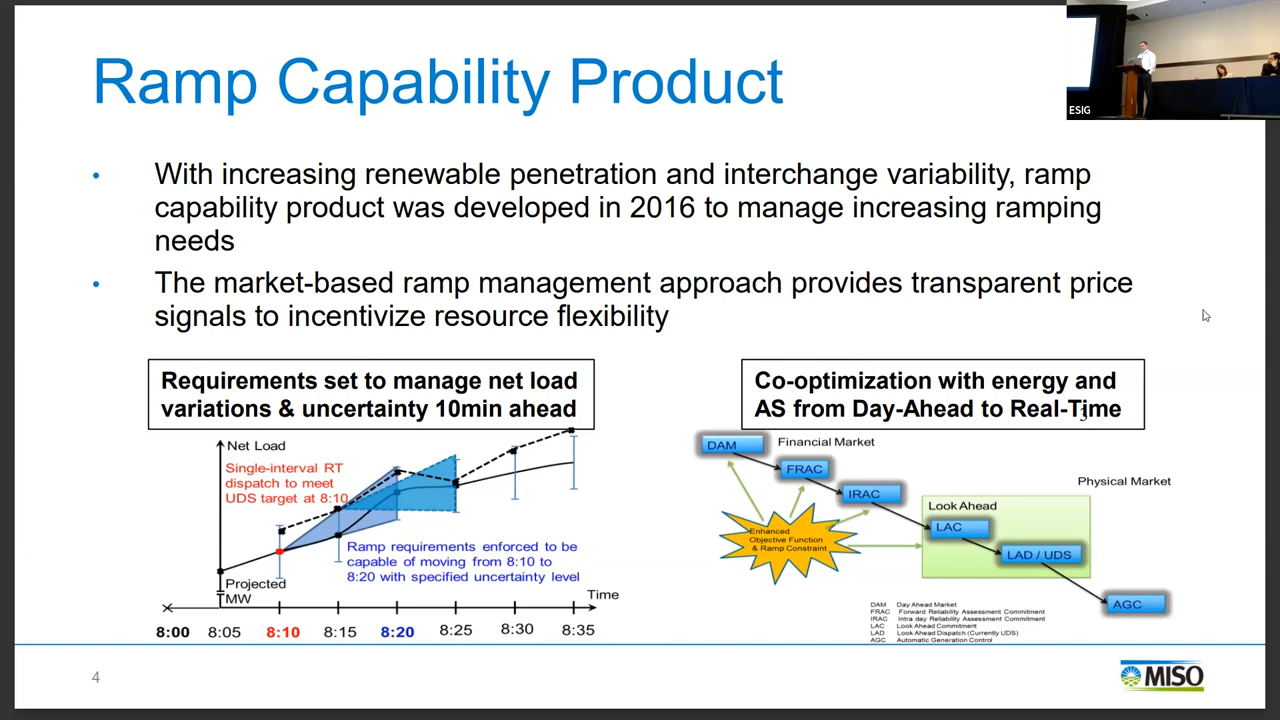 Ramp Capability Product
ESIG
• With increasing renewable penetration and interchange variability, ramp
capability product was developed in 2016 to manage increasing ramping
needs
• The market-based ramp management approach provides transparent price
signals to incentivize resource flexibility
Requirements set to manage net load
variations & uncertainty 10min ahead
Net Load
Single-interval RT
dispatch to meet
UDS target at 8:10
Ramp requirements enforced to be
capable of moving from 8:10 to
8:20 with specified uncertainty level
Projected
MW
Time
8:00 8:05 8:10 8:15 8:20 8:25 8:30 8:35
Co-optimization with energy and
AS from Day-Ahead to Real-Time
3
DAM Financial Market
FRAC
IRAC
Physical Market
Look Ahead
LAC
LAD / UDS
AGC
Enhanced
Objective Function
& Ramp Constraint
DAM Day Ahead Market
FRAC Forward Reliability Assessment Commitment
IRAC Intra day Reliability Assessment Commitment
LAC Look Ahead Commitment
LAD Look Ahead Dispatch (Currently UDS)
AGC Automatic Generation Control
4
MISO